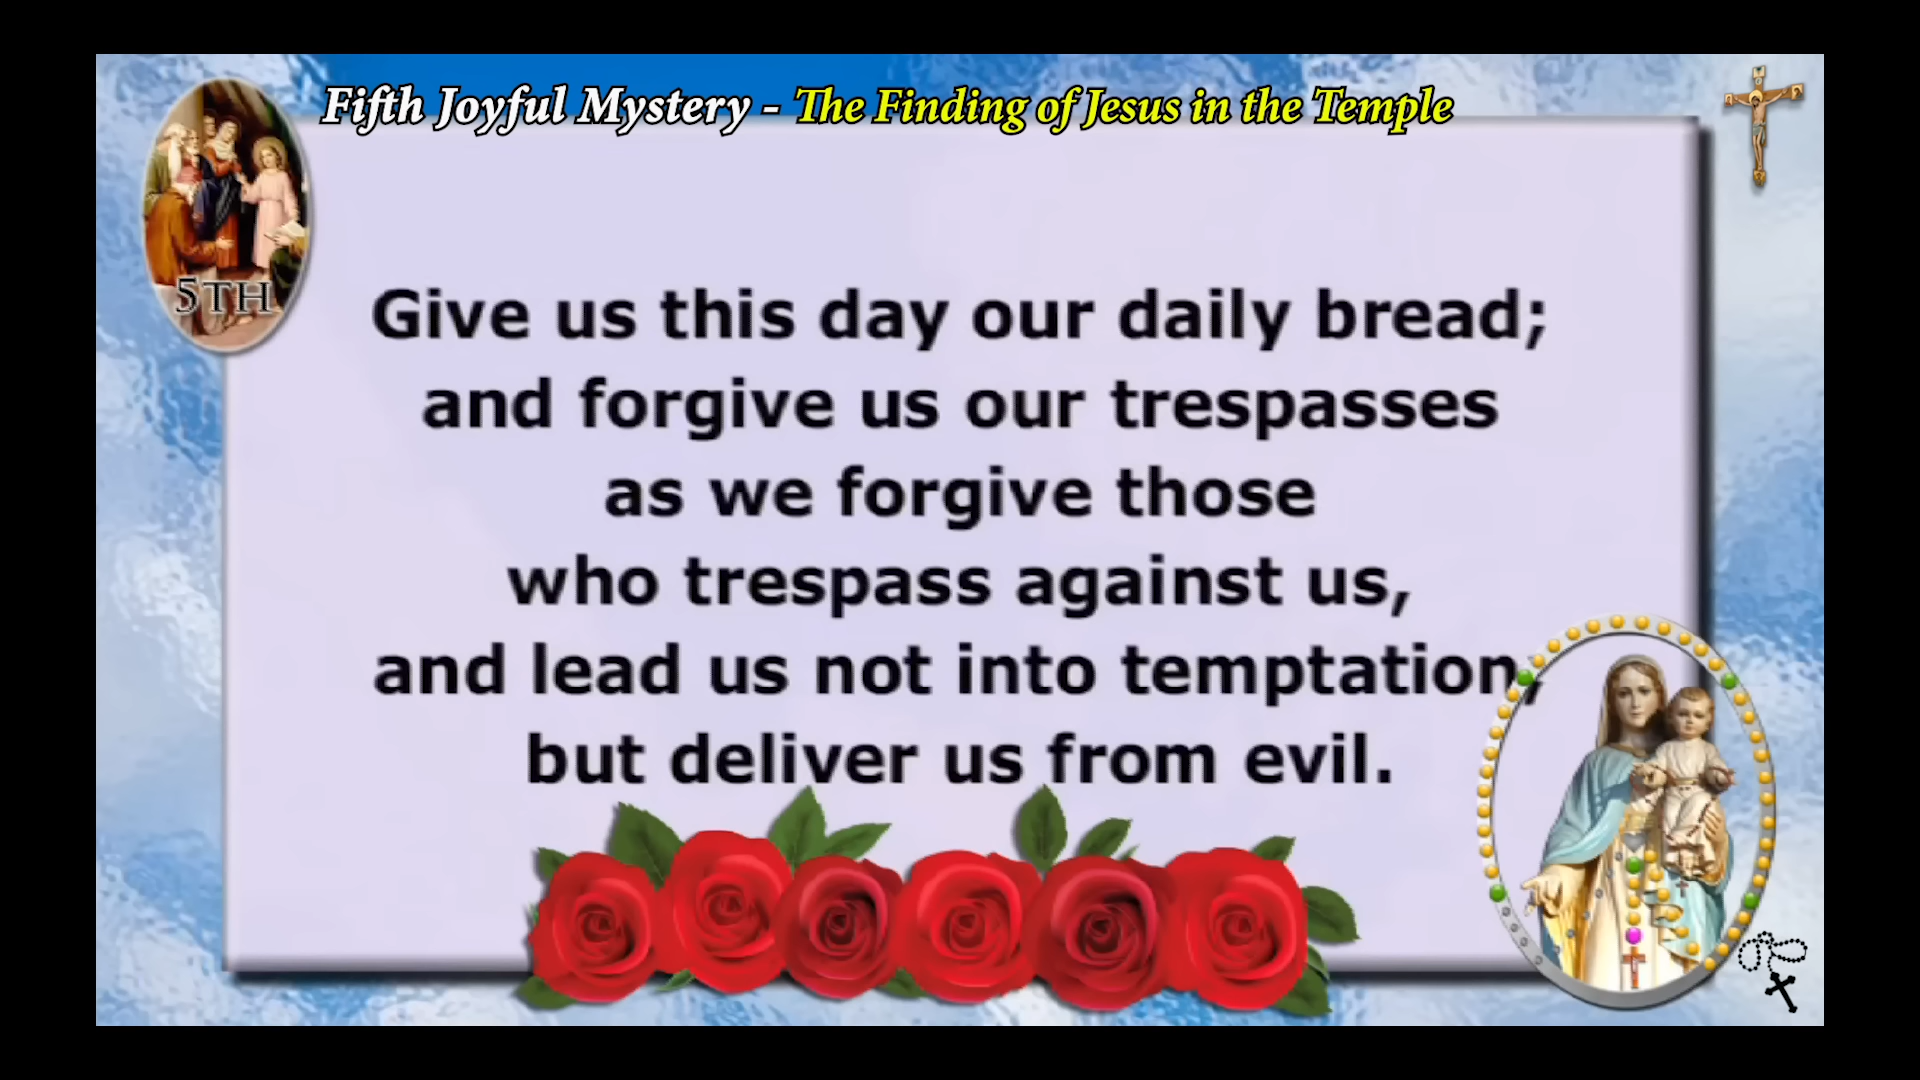 Fifth Joyful Mystery - The Finding of Jesus in the Temple
5TH
Give us this day our daily bread;
and forgive us our trespasses
as we forgive those
who trespass against us,
and lead us not into temptation,
but deliver us from evil.